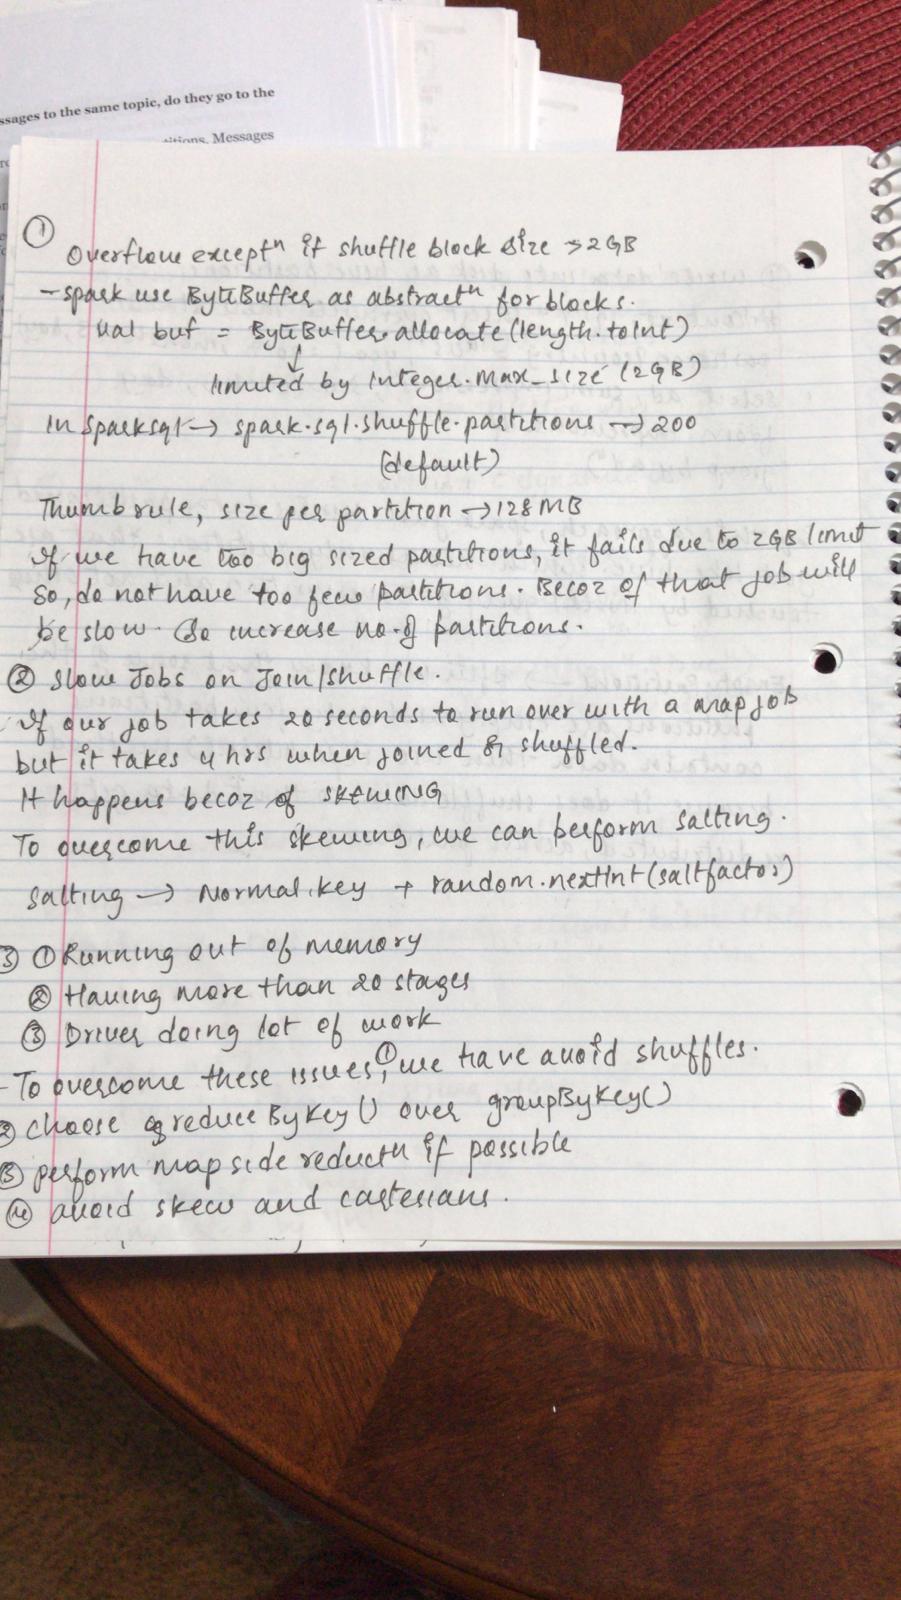 ssages to the same topic, do they go to the
itions. Messages
① Overflow exceptn if shuffle block size > 2GB
- spark use ByteBuffer as abstractn for blocks.
val buf = ByteBuffer.allocate(length.toInt)
↓
limited by Integer.max_size (2GB)
In Sparksql → spark.sql.shuffle.partitions → 200
(default)
Thumb rule, size per partition → 128 MB
If we have too big sized partitions, it fails due to 2GB limit
So, do not have too few partitions. Becoz of that job will
be slow. So increase no.of partitions.
② Slow Jobs on Join/Shuffle.
If our job takes 20 seconds to run over with a map job
but it takes 4 hrs when joined or shuffled.
It happens becoz of SKEWING
To overcome this skewing, we can perform salting.
Salting → Normal.key + random.nextInt(saltfactor)
3 ① Running out of memory
② Having more than 20 stages
③ Driver doing lot of work
- To overcome these issues, ① we have avoid shuffles.
② choose reduceByKey() over groupByKey()
③ perform map side reductn if possible
④ avoid skew and cartesians.